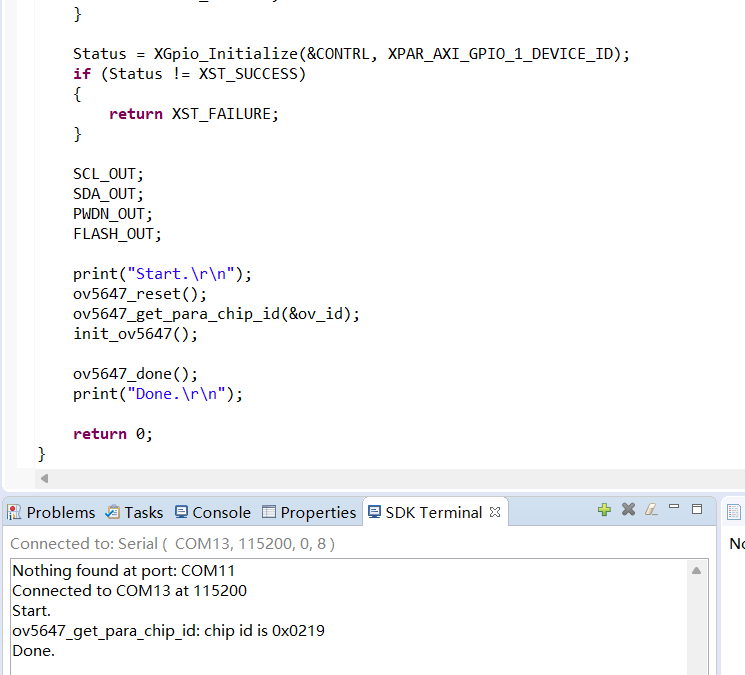 }
Status = XGpio_Initialize(&CONTRL, XPAR_AXI_GPIO_1_DEVICE_ID);
if (Status != XST_SUCCESS)
{
return XST_FAILURE;
}
SCL_OUT;
SDA_OUT;
PWDN_OUT;
FLASH_OUT;
print("Start.\r\n");
ov5647_reset();
ov5647_get_para_chip_id(&ov_id);
init_ov5647();
ov5647_done();
print("Done.\r\n");
return 0;
}
Problems Tasks Console Properties SDK Terminal
Connected to: Serial ( COM13, 115200, 0, 8 )
Nothing found at port: COM11
Connected to COM13 at 115200
Start.
ov5647_get_para_chip_id: chip id is 0x0219
Done.